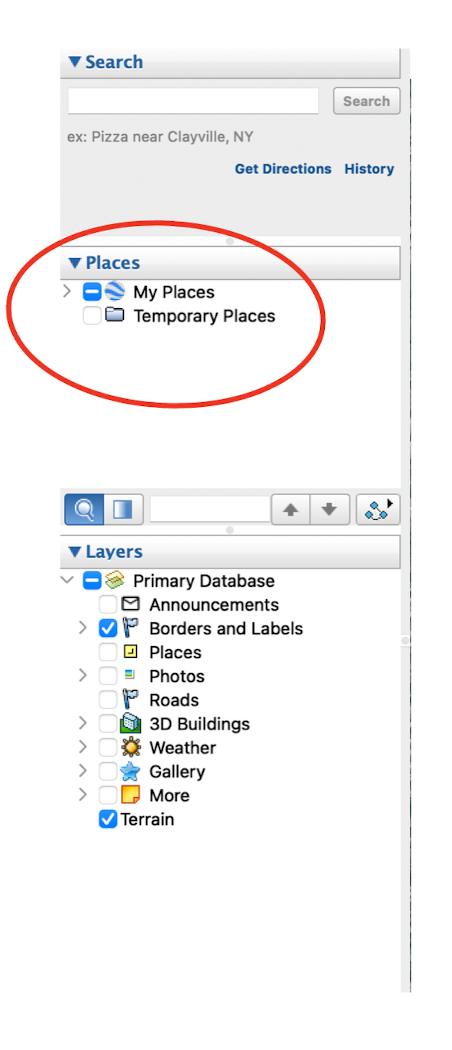 Search
Search
ex: Pizza near Clayville, NY
Get Directions History
Places
My Places
Temporary Places
Layers
Primary Database
Announcements
Borders and Labels
Places
Photos
Roads
3D Buildings
Weather
Gallery
More
Terrain